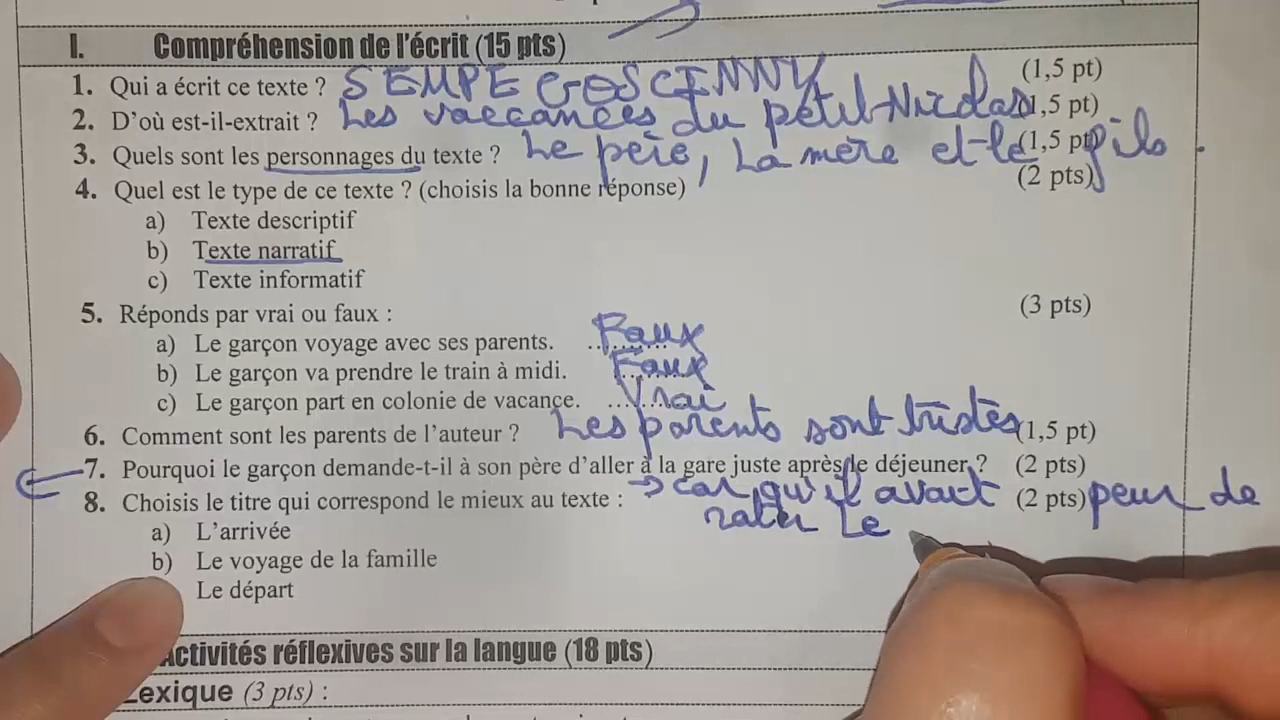 I. Compréhension de l'écrit (15 pts)
1. Qui a écrit ce texte ? SEMPE GOSCINNY (1,5 pt)
2. D'où est-il-extrait ? Les vaccances du petit Nicolas (1,5 pt)
3. Quels sont les personnages du texte ? Le père, La mère et le fils. (1,5 pt)
4. Quel est le type de ce texte ? (choisis la bonne réponse) (2 pts)
a) Texte descriptif
b) Texte narratif
c) Texte informatif
5. Réponds par vrai ou faux : (3 pts)
a) Le garçon voyage avec ses parents. Faux
b) Le garçon va prendre le train à midi. Faux
c) Le garçon part en colonie de vacance. Vrai
6. Comment sont les parents de l'auteur ? Les parents sont tristes (1,5 pt)
7. Pourquoi le garçon demande-t-il à son père d'aller à la gare juste après le déjeuner ? (2 pts)
→ car qu'il avait peur de
rater Le
8. Choisis le titre qui correspond le mieux au texte : (2 pts)
a) L'arrivée
b) Le voyage de la famille
Le départ
Activités réflexives sur la langue (18 pts)
Lexique (3 pts) :